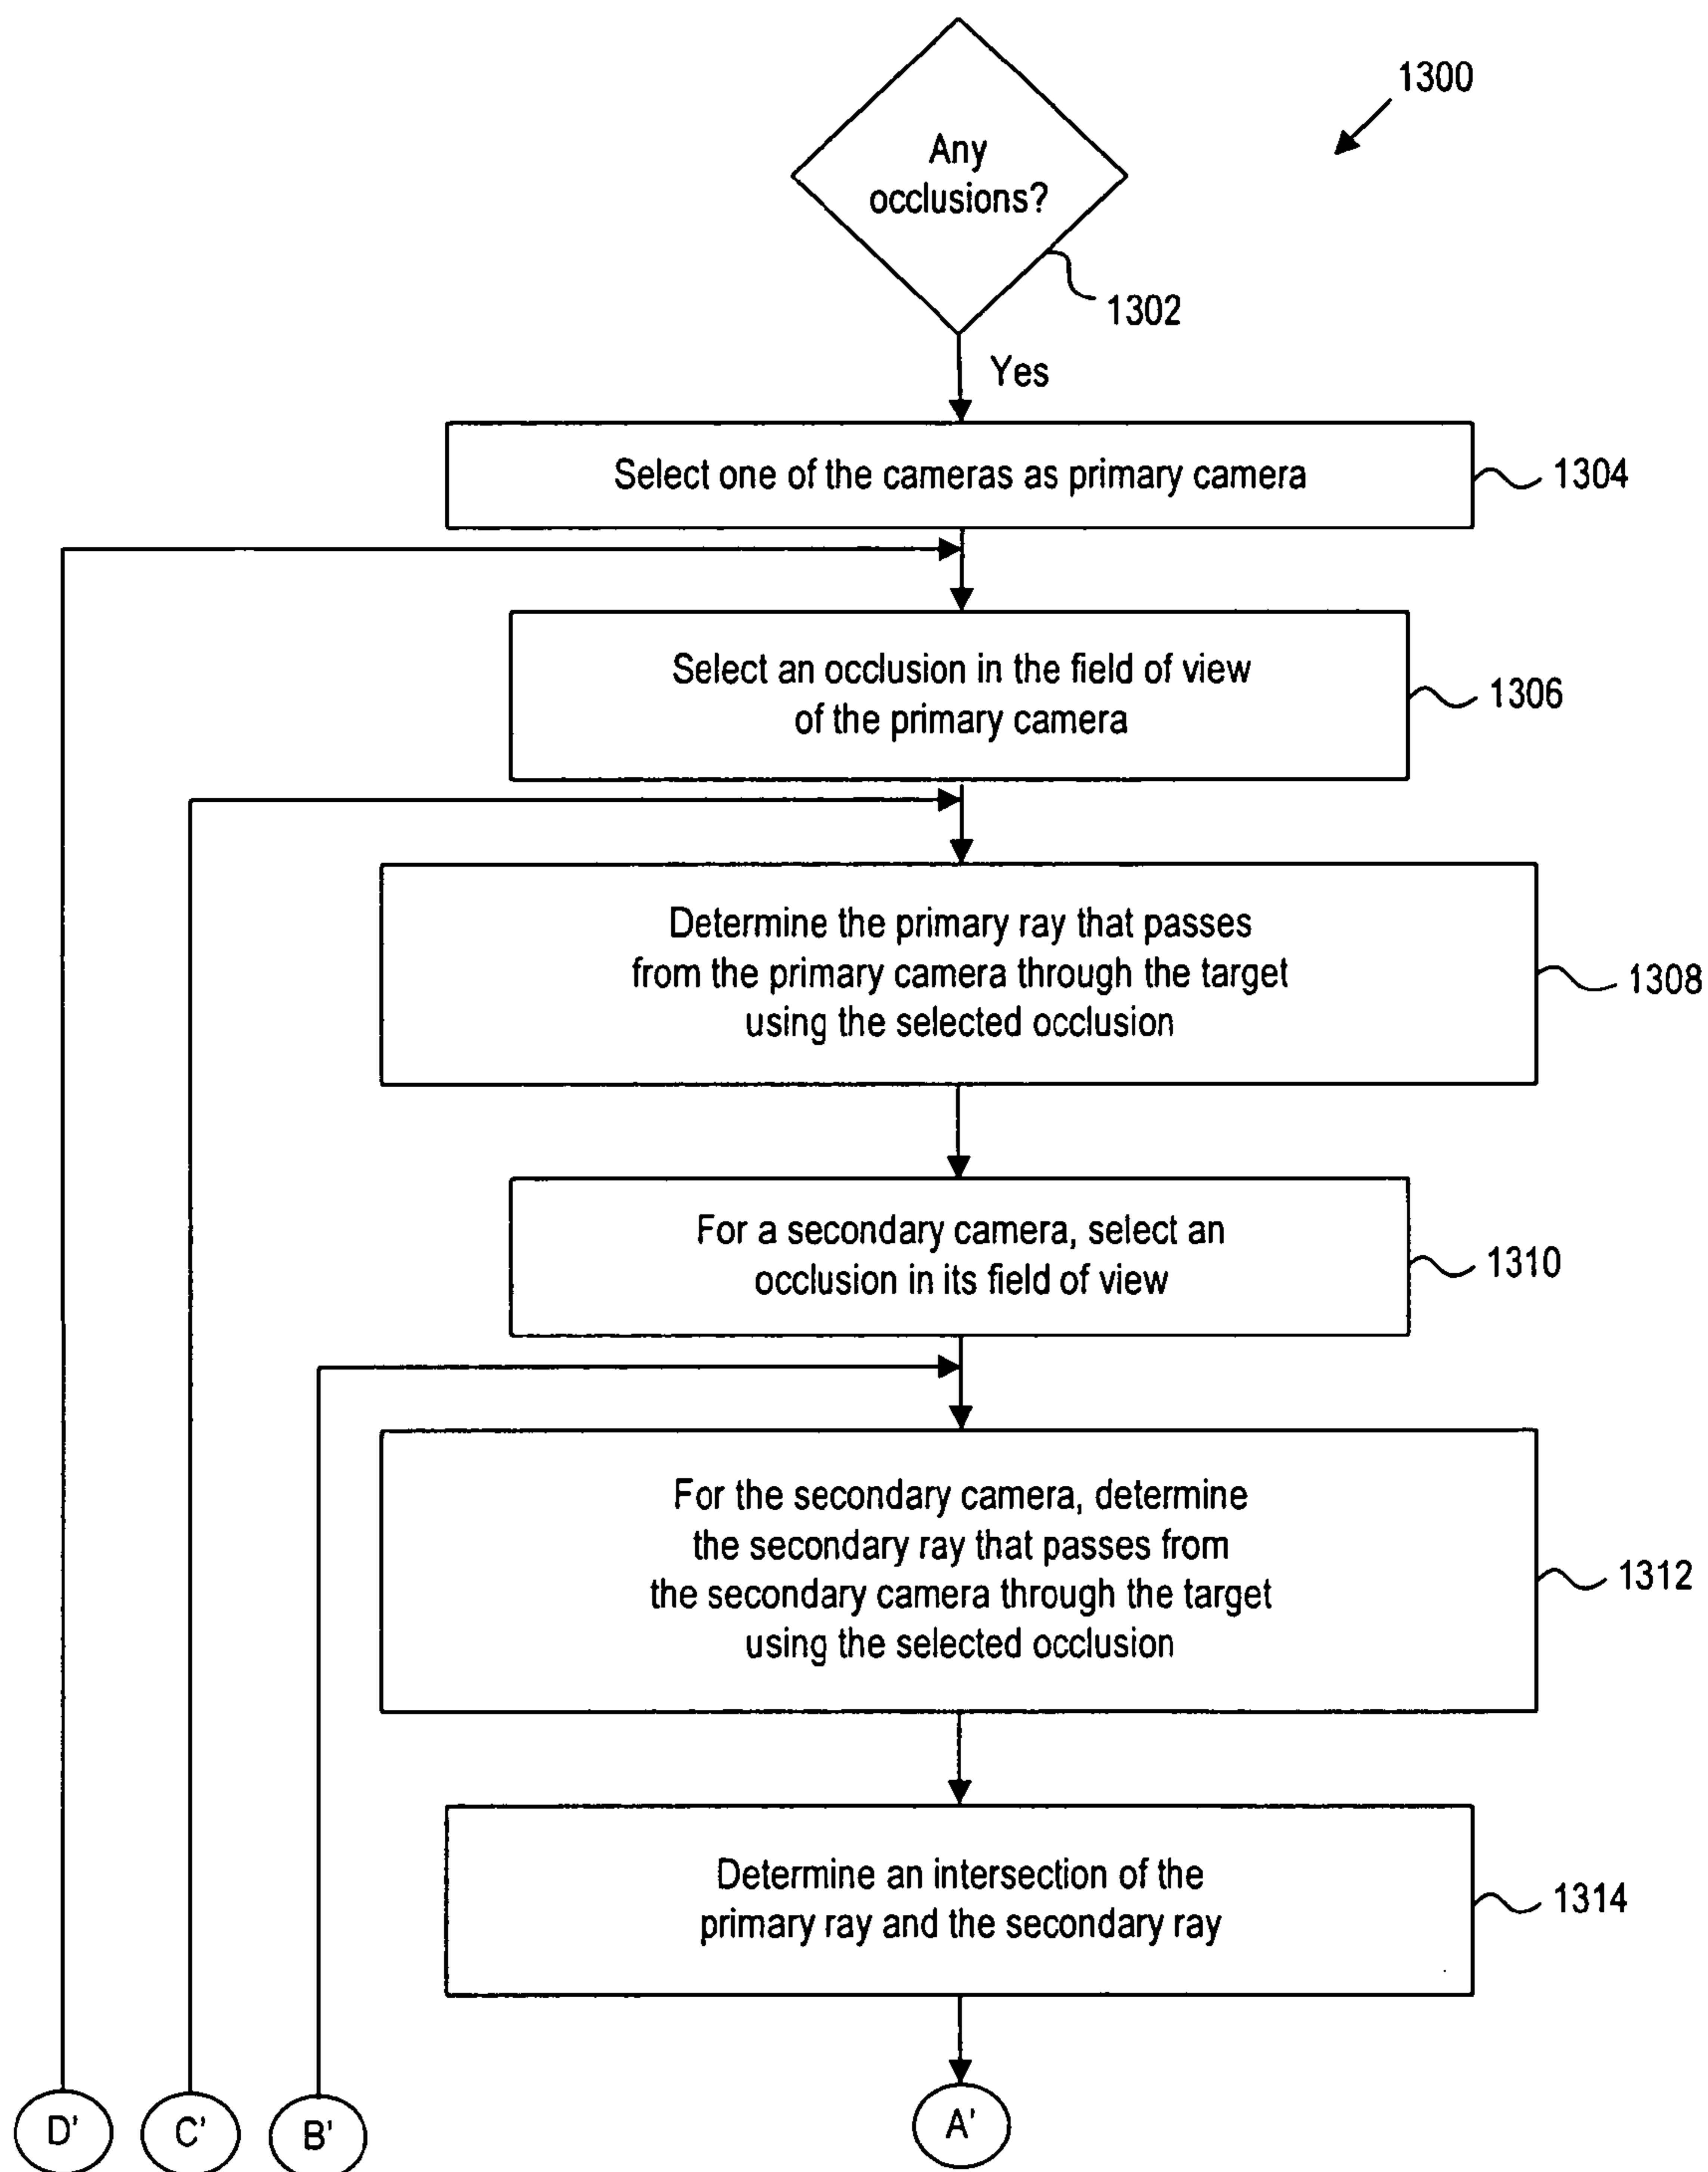 1300
Any
occlusions?
1302
Yes
Select one of the cameras as primary camera
1304
Select an occlusion in the field of view
of the primary camera
1306
Determine the primary ray that passes
from the primary camera through the target
using the selected occlusion
1308
For a secondary camera, select an
occlusion in its field of view
1310
For the secondary camera, determine
the secondary ray that passes from
the secondary camera through the target
using the selected occlusion
1312
Determine an intersection of the
primary ray and the secondary ray
1314
D'
C'
B'
A'